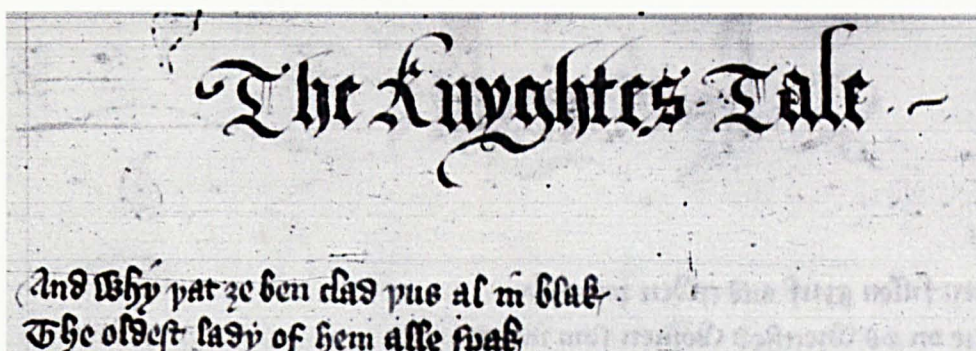 The Knyghtes Tale
And Why þat ȝe ben clad þus al in blak
The oldest lady of hem alle spak